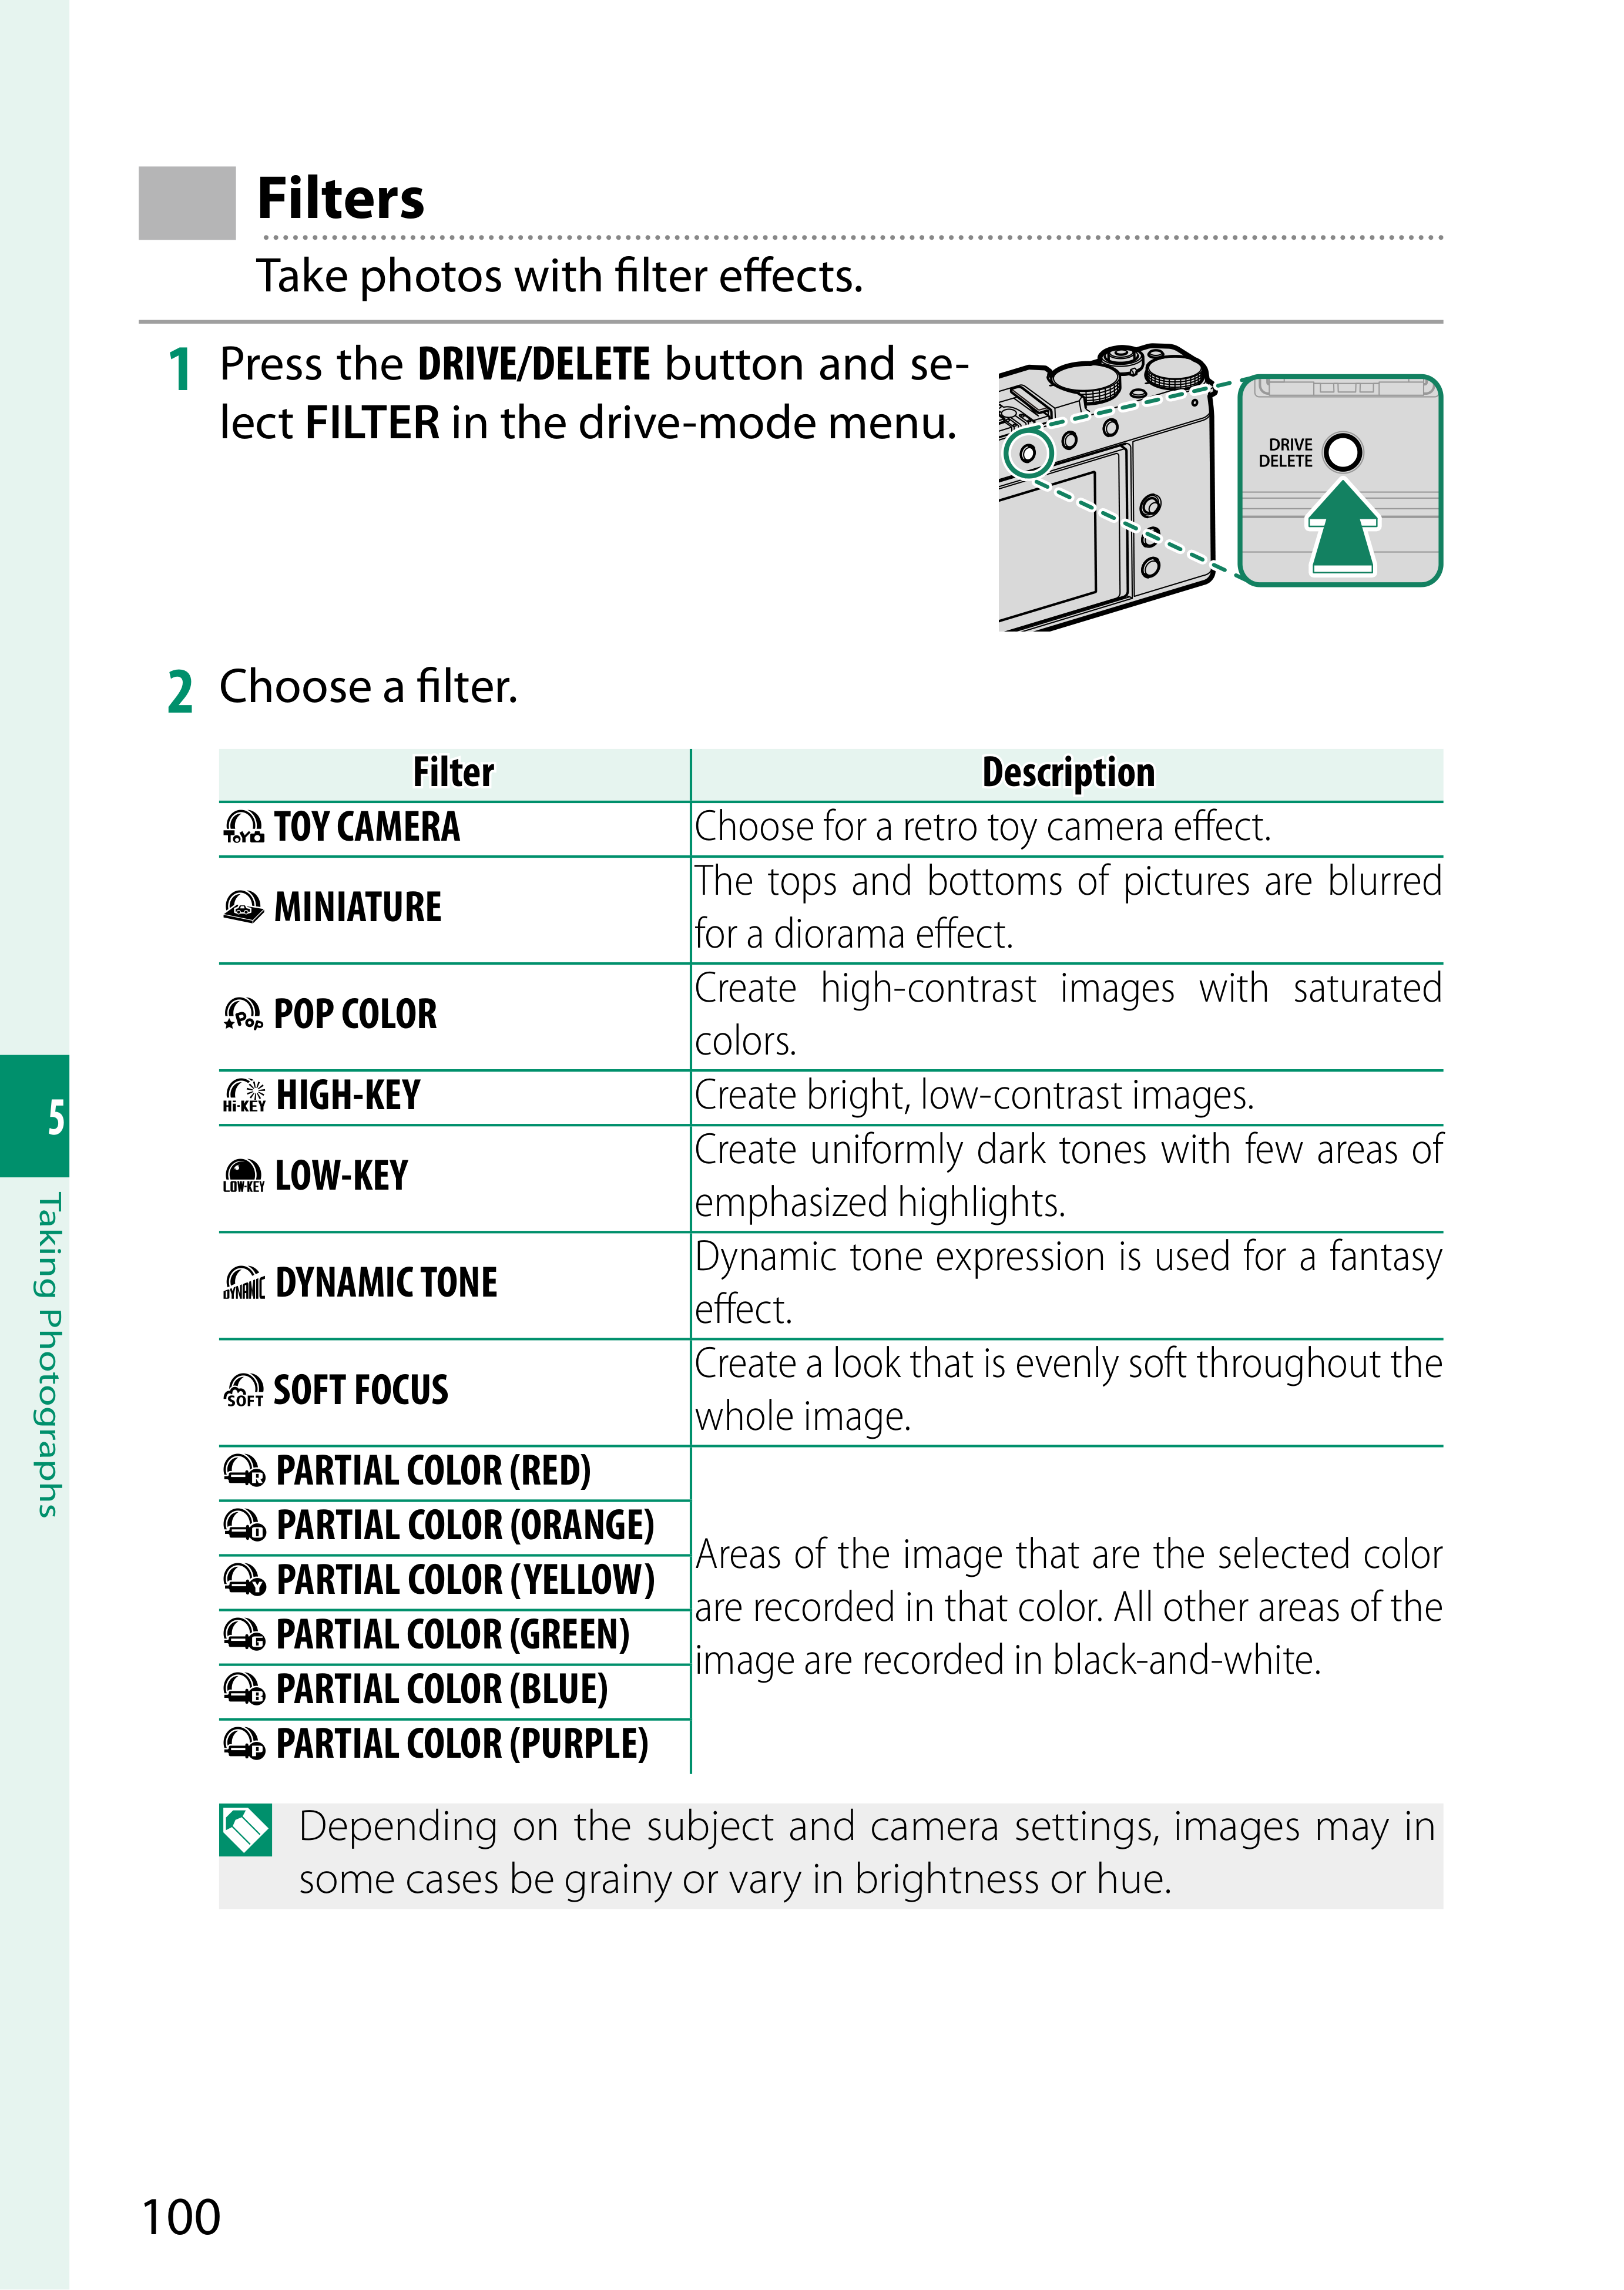 Filters
Take photos with filter effects.
1 Press the DRIVE/DELETE button and se-
lect FILTER in the drive-mode menu.
DRIVE
DELETE
2 Choose a filter.
Filter Description
TOY CAMERA Choose for a retro toy camera effect.
MINIATURE The tops and bottoms of pictures are blurred
for a diorama effect.
POP COLOR Create high-contrast images with saturated
colors.
Hi-KEY HIGH-KEY Create bright, low-contrast images.
LOW-KEY LOW-KEY Create uniformly dark tones with few areas of
emphasized highlights.
DYNAMIC DYNAMIC TONE Dynamic tone expression is used for a fantasy
effect.
SOFT SOFT FOCUS Create a look that is evenly soft throughout the
whole image.
PARTIAL COLOR (RED)
PARTIAL COLOR (ORANGE)
PARTIAL COLOR (YELLOW)
PARTIAL COLOR (GREEN)
PARTIAL COLOR (BLUE)
PARTIAL COLOR (PURPLE)
Areas of the image that are the selected color
are recorded in that color. All other areas of the
image are recorded in black-and-white.
Depending on the subject and camera settings, images may in
some cases be grainy or vary in brightness or hue.
5
Taking Photographs
100